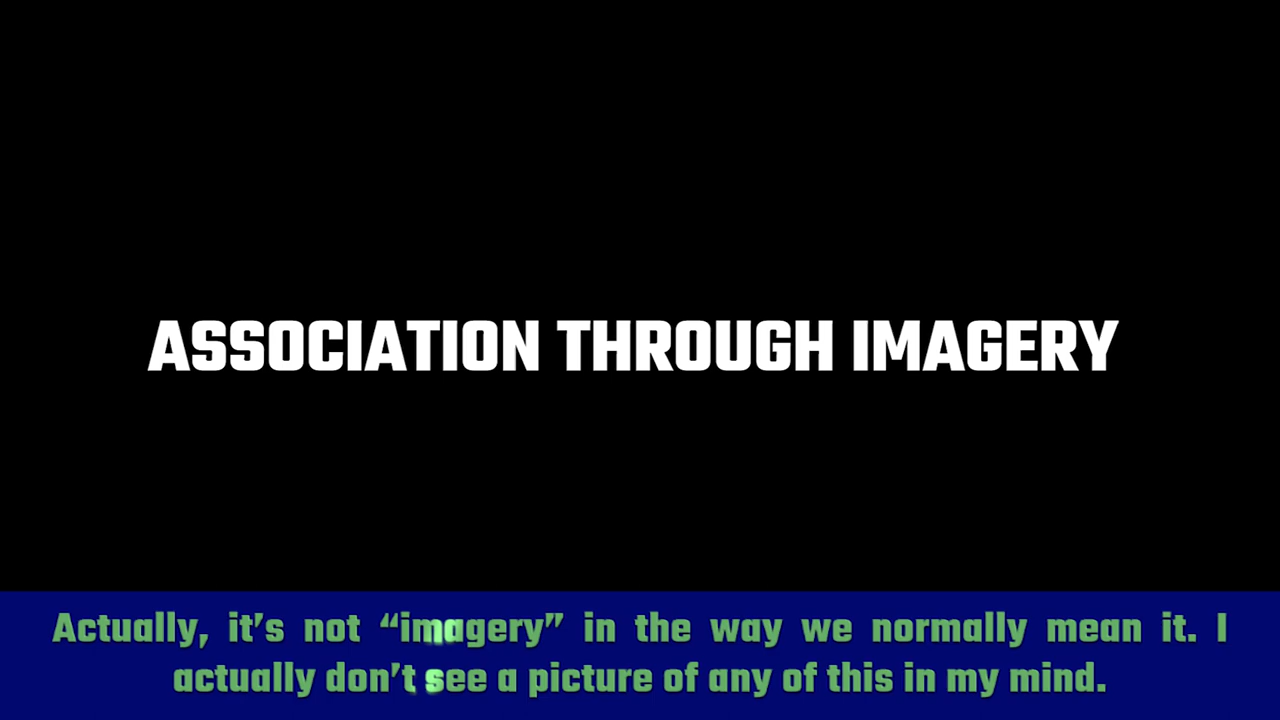 ASSOCIATION THROUGH IMAGERY
Actually, it’s not “imagery” in the way we normally mean it. I
actually don’t see a picture of any of this in my mind.